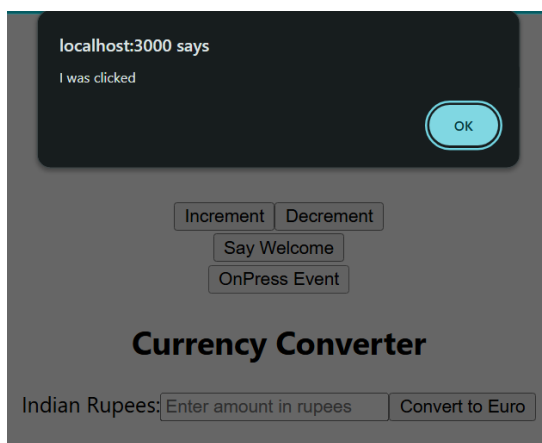 localhost:3000 says
I was clicked
OK
Increment Decrement
Say Welcome
OnPress Event
Currency Converter
Indian Rupees: Enter amount in rupees Convert to Euro